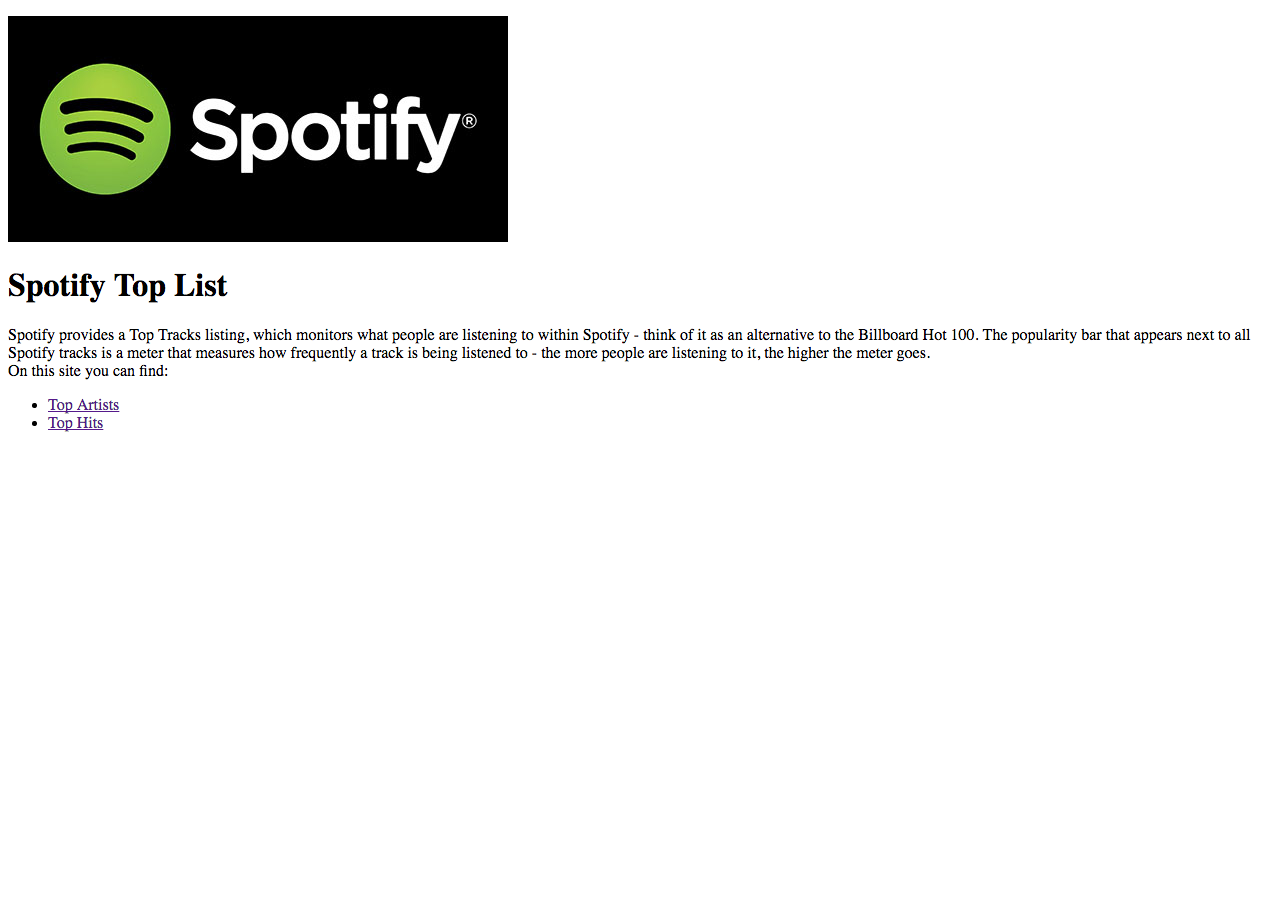 Spotify®
Spotify Top List
Spotify provides a Top Tracks listing, which monitors what people are listening to within Spotify - think of it as an alternative to the Billboard Hot 100. The popularity bar that appears next to all
Spotify tracks is a meter that measures how frequently a track is being listened to - the more people are listening to it, the higher the meter goes.
On this site you can find:
• Top Artists
• Top Hits